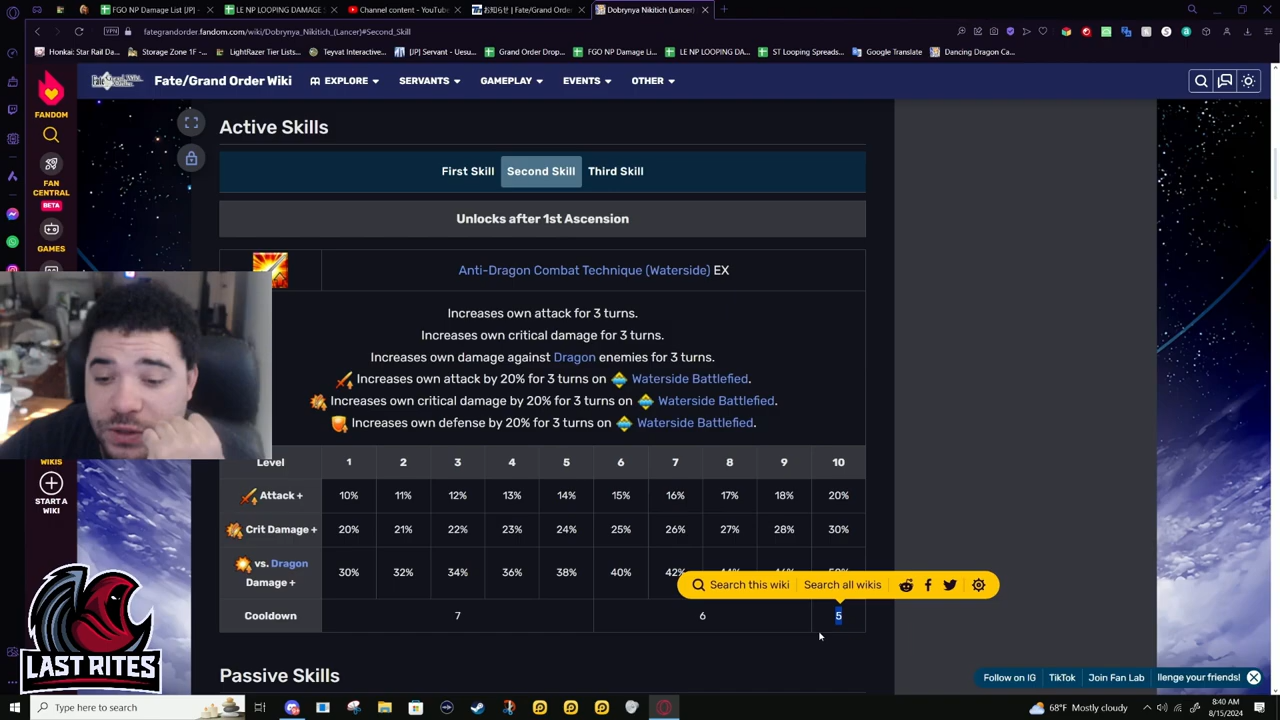 FGO NP Damage List [JP] -
LE NP LOOPING DAMAGE
Channel content - YouTube
お知らせ | Fate/Grand Order
Dobrynya Nikitich (Lancer)
VPN
fategrandorder.fandom.com/wiki/Dobrynya_Nikitich_(Lancer)#Second_Skill
Honkai: Star Rail Da...
Storage Zone 1F -...
LightRazer Tier Lists...
Teyvat Interactive...
[JP] Servant - Uesu...
Grand Order Drop...
FGO NP Damage Li...
LE NP LOOPING DA...
ST Looping Spreads...
Google Translate
Dancing Dragon Ca...
Fate/Grand Order Wiki
EXPLORE
SERVANTS
GAMEPLAY
EVENTS
OTHER
FANDOM
FAN
CENTRAL
BETA
GAMES
WIKIS
START A
WIKI
Active Skills
First Skill
Second Skill
Third Skill
Unlocks after 1st Ascension
Anti-Dragon Combat Technique (Waterside) EX
Increases own attack for 3 turns.
Increases own critical damage for 3 turns.
Increases own damage against Dragon enemies for 3 turns.
Increases own attack by 20% for 3 turns on Waterside Battlefied.
Increases own critical damage by 20% for 3 turns on Waterside Battlefied.
Increases own defense by 20% for 3 turns on Waterside Battlefied.
Level 1 2 3 4 5 6 7 8 9 10
Attack + 10% 11% 12% 13% 14% 15% 16% 17% 18% 20%
Crit Damage + 20% 21% 22% 23% 24% 25% 26% 27% 28% 30%
vs. Dragon
Damage + 30% 32% 34% 36% 38% 40% 42%
Search this wiki Search all wikis
Cooldown 7 6 5
Passive Skills
LAST RITES
Follow on IG
TikTok
Join Fan Lab
llenge your friends!
Type here to search
68°F Mostly cloudy
8:40 AM
8/15/2024